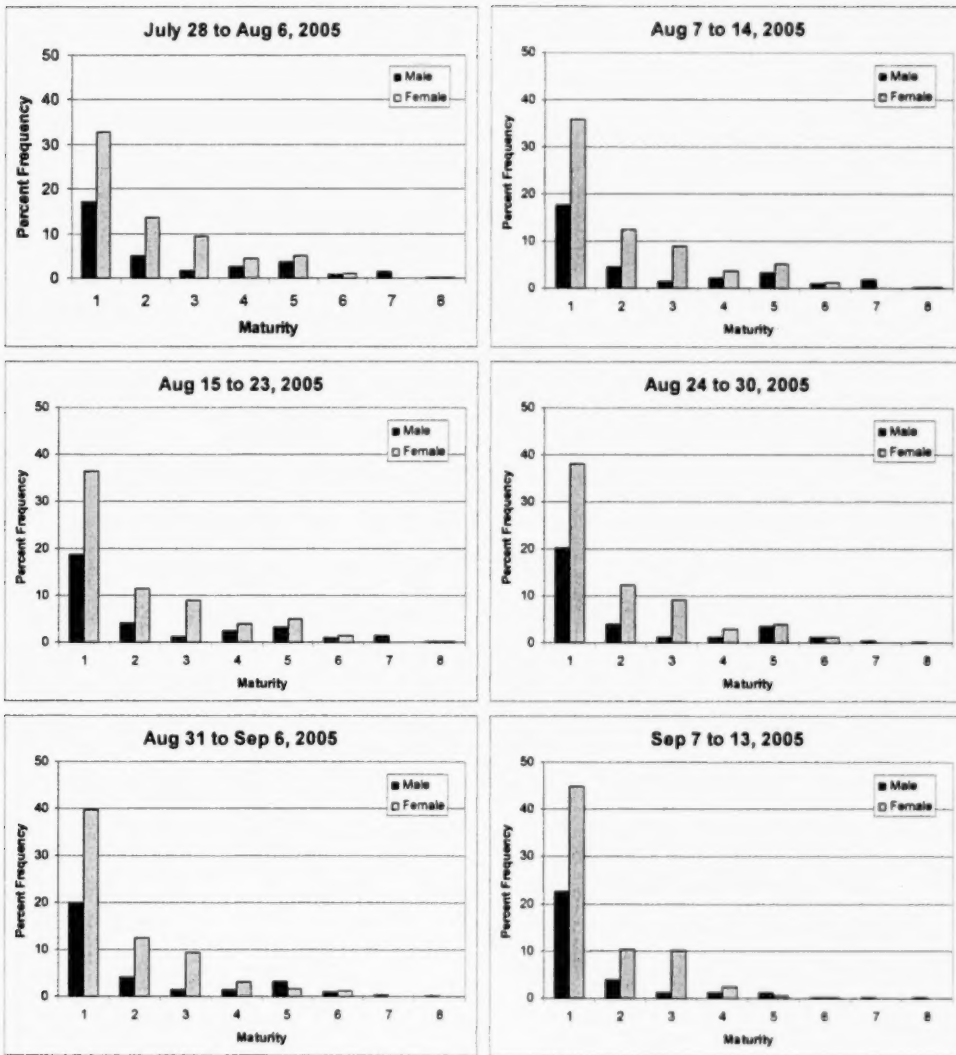 July 28 to Aug 6, 2005
50
40
30
20
10
0
Percent Frequency
Male
Female
1 2 3 4 5 6 7 8
Maturity
Aug 7 to 14, 2005
50
40
30
20
10
0
Percent Frequency
Male
Female
1 2 3 4 5 6 7 8
Maturity
Aug 15 to 23, 2005
50
40
30
20
10
0
Percent Frequency
Male
Female
1 2 3 4 5 6 7 8
Maturity
Aug 24 to 30, 2005
50
40
30
20
10
0
Percent Frequency
Male
Female
1 2 3 4 5 6 7 8
Maturity
Aug 31 to Sep 6, 2005
50
40
30
20
10
0
Percent Frequency
Male
Female
1 2 3 4 5 6 7 8
Maturity
Sep 7 to 13, 2005
50
40
30
20
10
0
Percent Frequency
Male
Female
1 2 3 4 5 6 7 8
Maturity